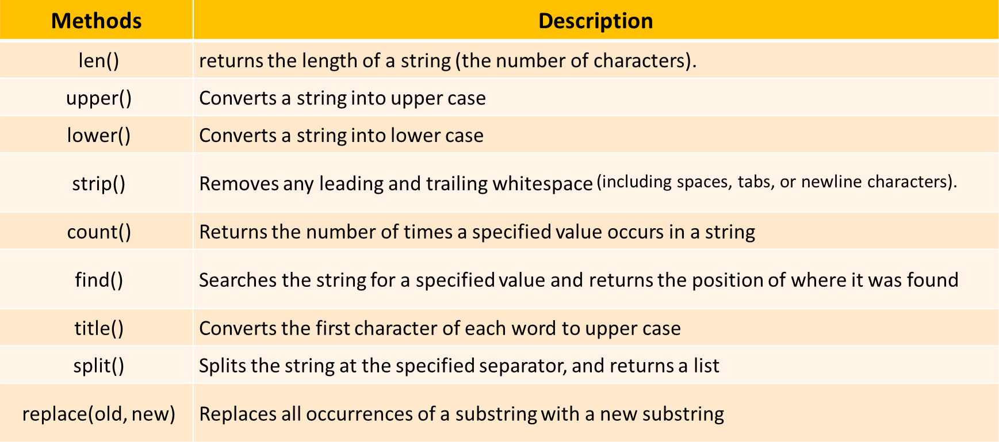 Methods Description
len() returns the length of a string (the number of characters).
upper() Converts a string into upper case
lower() Converts a string into lower case
strip() Removes any leading and trailing whitespace (including spaces, tabs, or newline characters).
count() Returns the number of times a specified value occurs in a string
find() Searches the string for a specified value and returns the position of where it was found
title() Converts the first character of each word to upper case
split() Splits the string at the specified separator, and returns a list
replace(old, new) Replaces all occurrences of a substring with a new substring